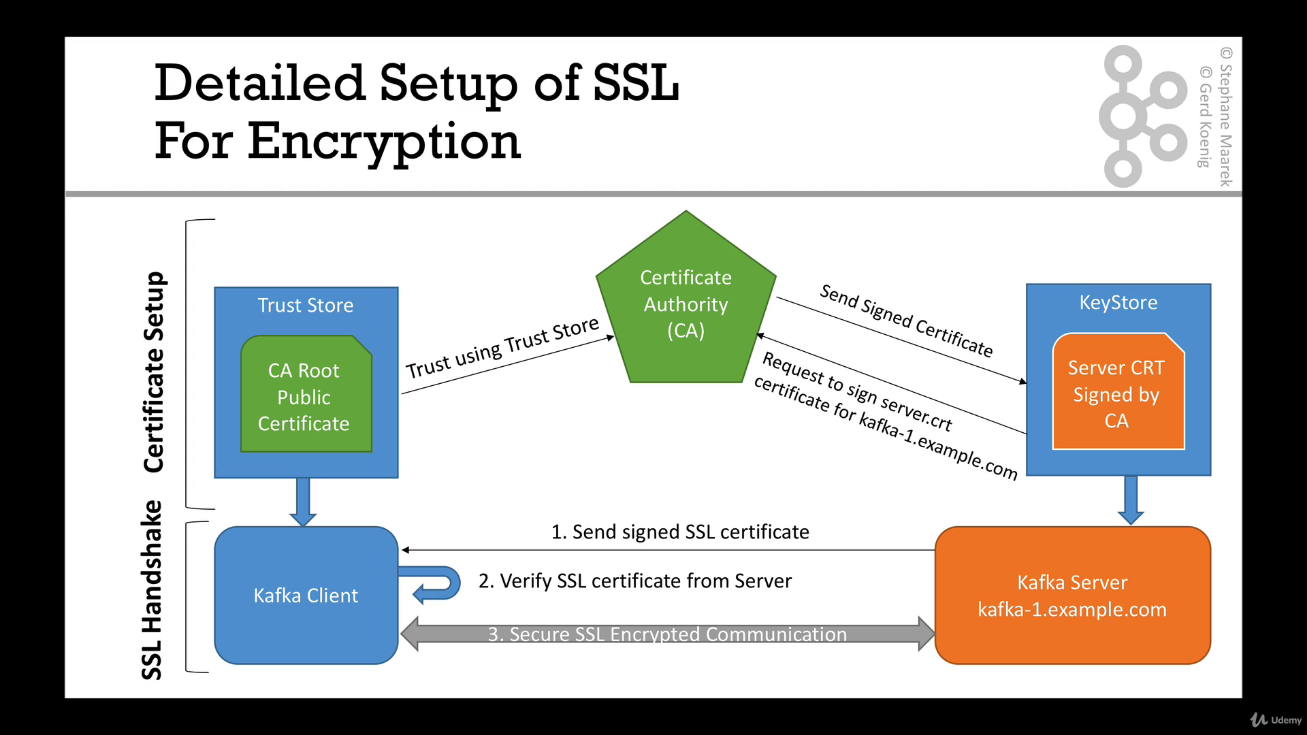 Detailed Setup of SSL
For Encryption
© Stephane Maarek
© Gerd Koenig
Certificate Setup
Trust Store
CA Root
Public
Certificate
Trust using Trust Store
Certificate
Authority
(CA)
Send Signed Certificate
Request to sign server.crt
certificate for kafka-1.example.com
KeyStore
Server CRT
Signed by
CA
SSL Handshake
Kafka Client
1. Send signed SSL certificate
2. Verify SSL certificate from Server
3. Secure SSL Encrypted Communication
Kafka Server
kafka-1.example.com
Udemy